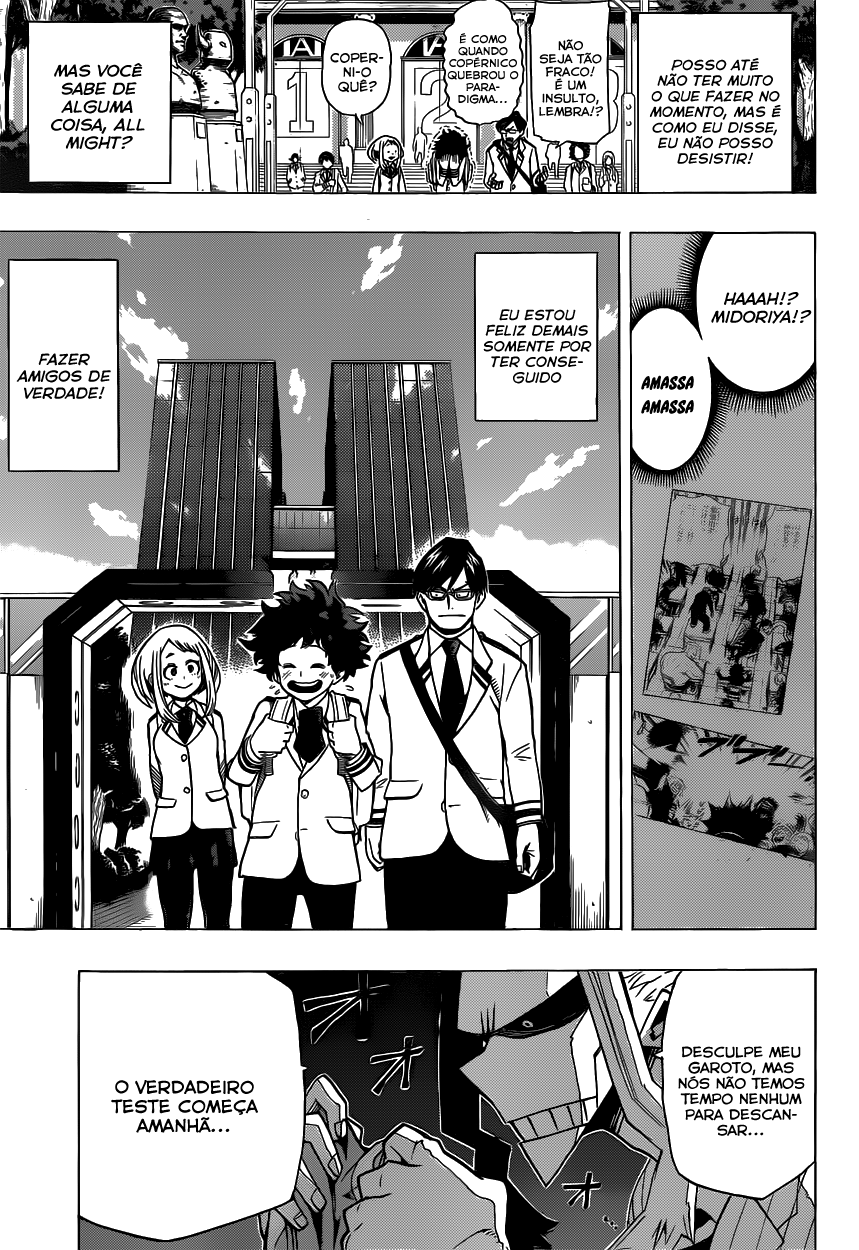 POSSO ATÉ
NÃO TER MUITO
O QUE FAZER NO
MOMENTO, MAS É
COMO EU DISSE,
EU NÃO POSSO
DESISTIR!
NÃO
SEJA TÃO
FRACO!
É UM
INSULTO,
LEMBRA!?
É COMO
QUANDO
COPÉRNICO
QUEBROU O
PARA-
DIGMA...
COPER-
NI-O
QUÊ?
1
2
MAS VOCÊ
SABE DE
ALGUMA
COISA, ALL
MIGHT?
HAAAH!?
MIDORIYA!?
AMASSA
AMASSA
EU ESTOU
FELIZ DEMAIS
SOMENTE POR
TER CONSE-
GUIDO
FAZER
AMIGOS DE
VERDADE!
DESCULPE MEU
GAROTO, MAS
NÓS NÃO TEMOS
TEMPO NENHUM
PARA DESCAN-
SAR...
O VERDADEIRO
TESTE COMEÇA
AMANHÃ...